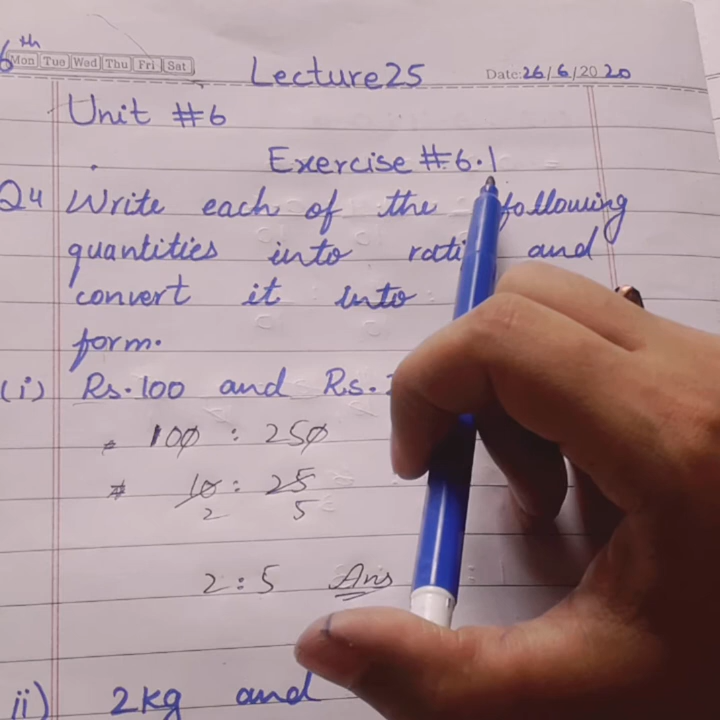 6th
Mon Tue Wed Thu Fri Sat
Lecture 25
Date: 26/6/2020
Unit #6
Exercise #6.1
Q4 Write each of the following
quantities into rati and
convert it into
form.
(i) Rs.100 and Rs.
100 : 250
10 : 25
2 5
2:5 Ans
ii) 2kg and